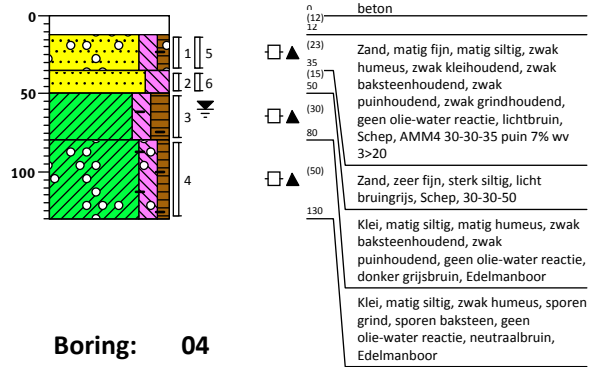 0
50
100
1 5
2 6
3
4
0
(12)
12
(23)
35
(15)
50
(30)
80
(50)
130
beton
Zand, matig fijn, matig siltig, zwak
humeus, zwak kleihoudend, zwak
baksteenhoudend, zwak
puinhoudend, zwak grindhoudend,
geen olie-water reactie, lichtbruin,
Schep, AMM4 30-30-35 puin 7% wv
3>20
Zand, zeer fijn, sterk siltig, licht
bruingrijs, Schep, 30-30-50
Klei, matig siltig, matig humeus, zwak
baksteenhoudend, zwak
puinhoudend, geen olie-water reactie,
donker grijsbruin, Edelmanboor
Klei, matig siltig, zwak humeus, sporen
grind, sporen baksteen, geen
olie-water reactie, neutraalbruin,
Edelmanboor
Boring: 04